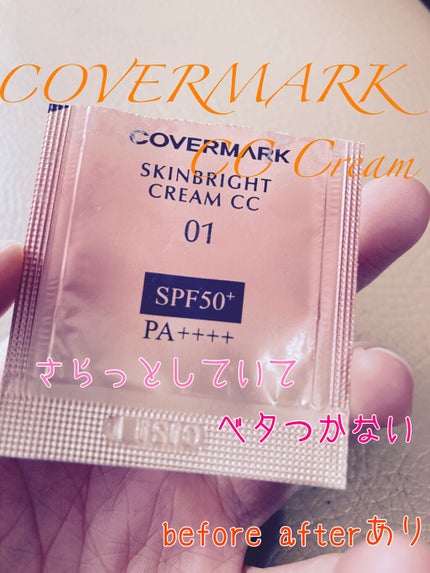 COVERMARK
CC Cream
COVERMARK
SKINBRIGHT
CREAM CC
01
SPF50+
PA++++
さらっとしていて
ベタつかない
before afterあり